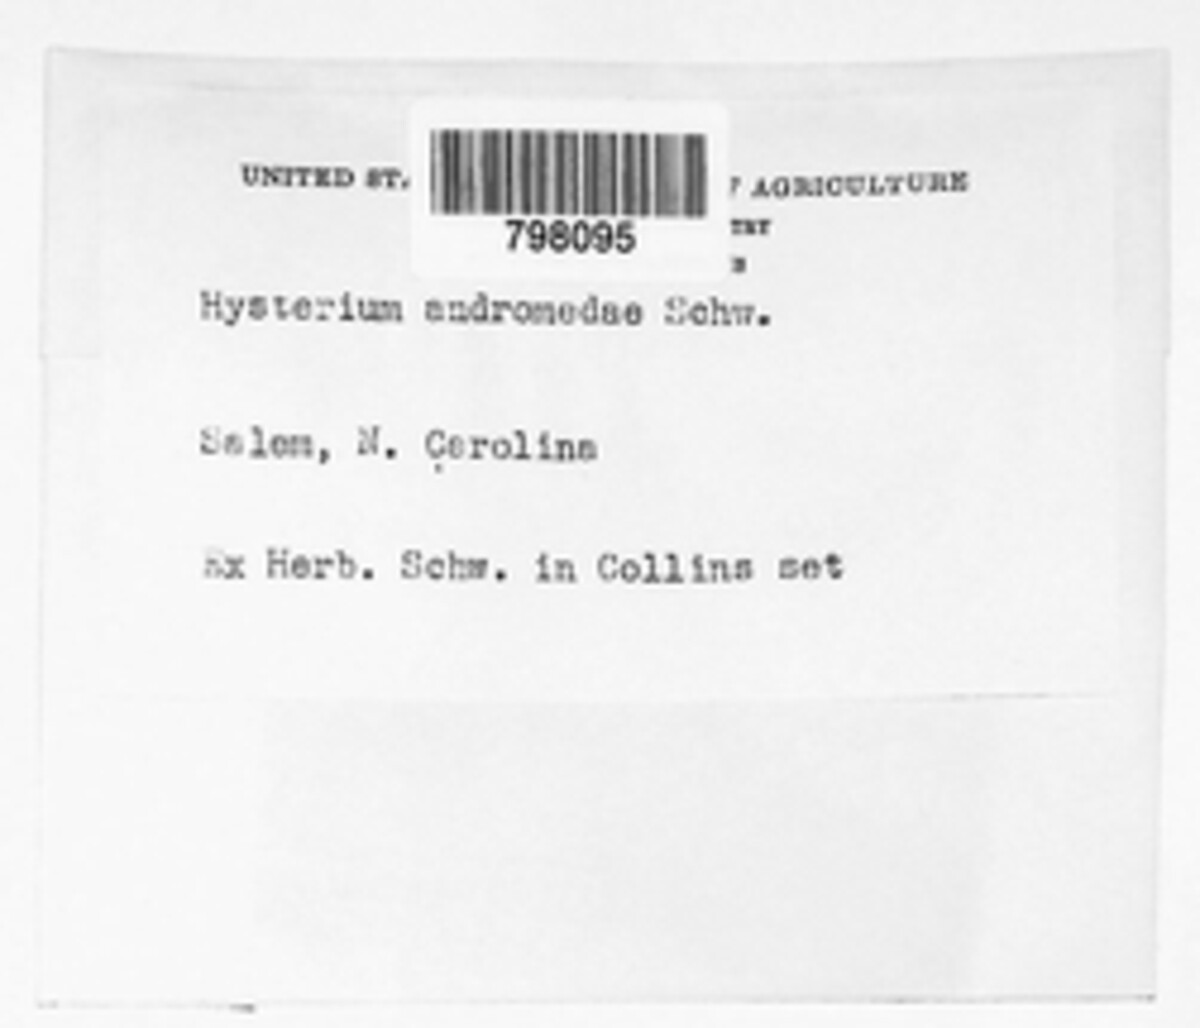 UNITED ST. AGRICULTURE
798095
Hysterium andromedae Schw.
Salem, N. Carolina
Ex Herb. Schw. in Collins set